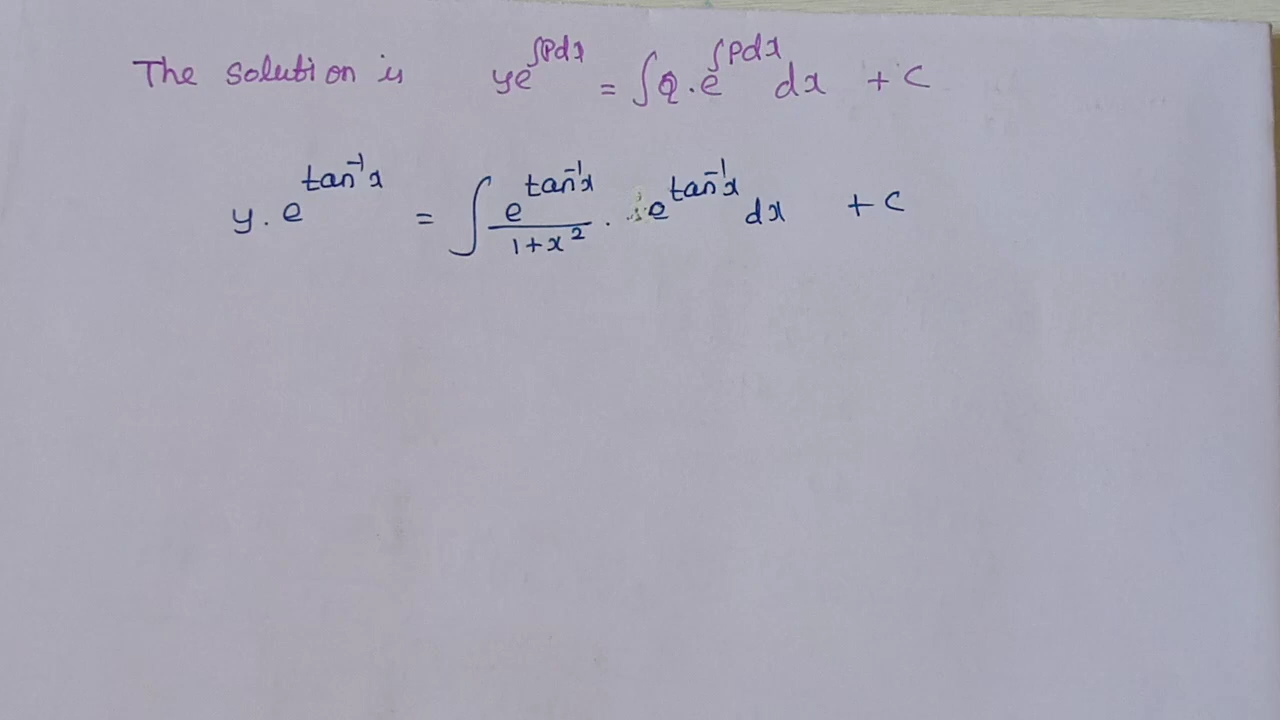 The solution is ye^∫Pdx = ∫Q.e^∫Pdx dx + C
y.e^tan⁻¹x = ∫ e^tan⁻¹x / 1+x² . e^tan⁻¹x dx + C